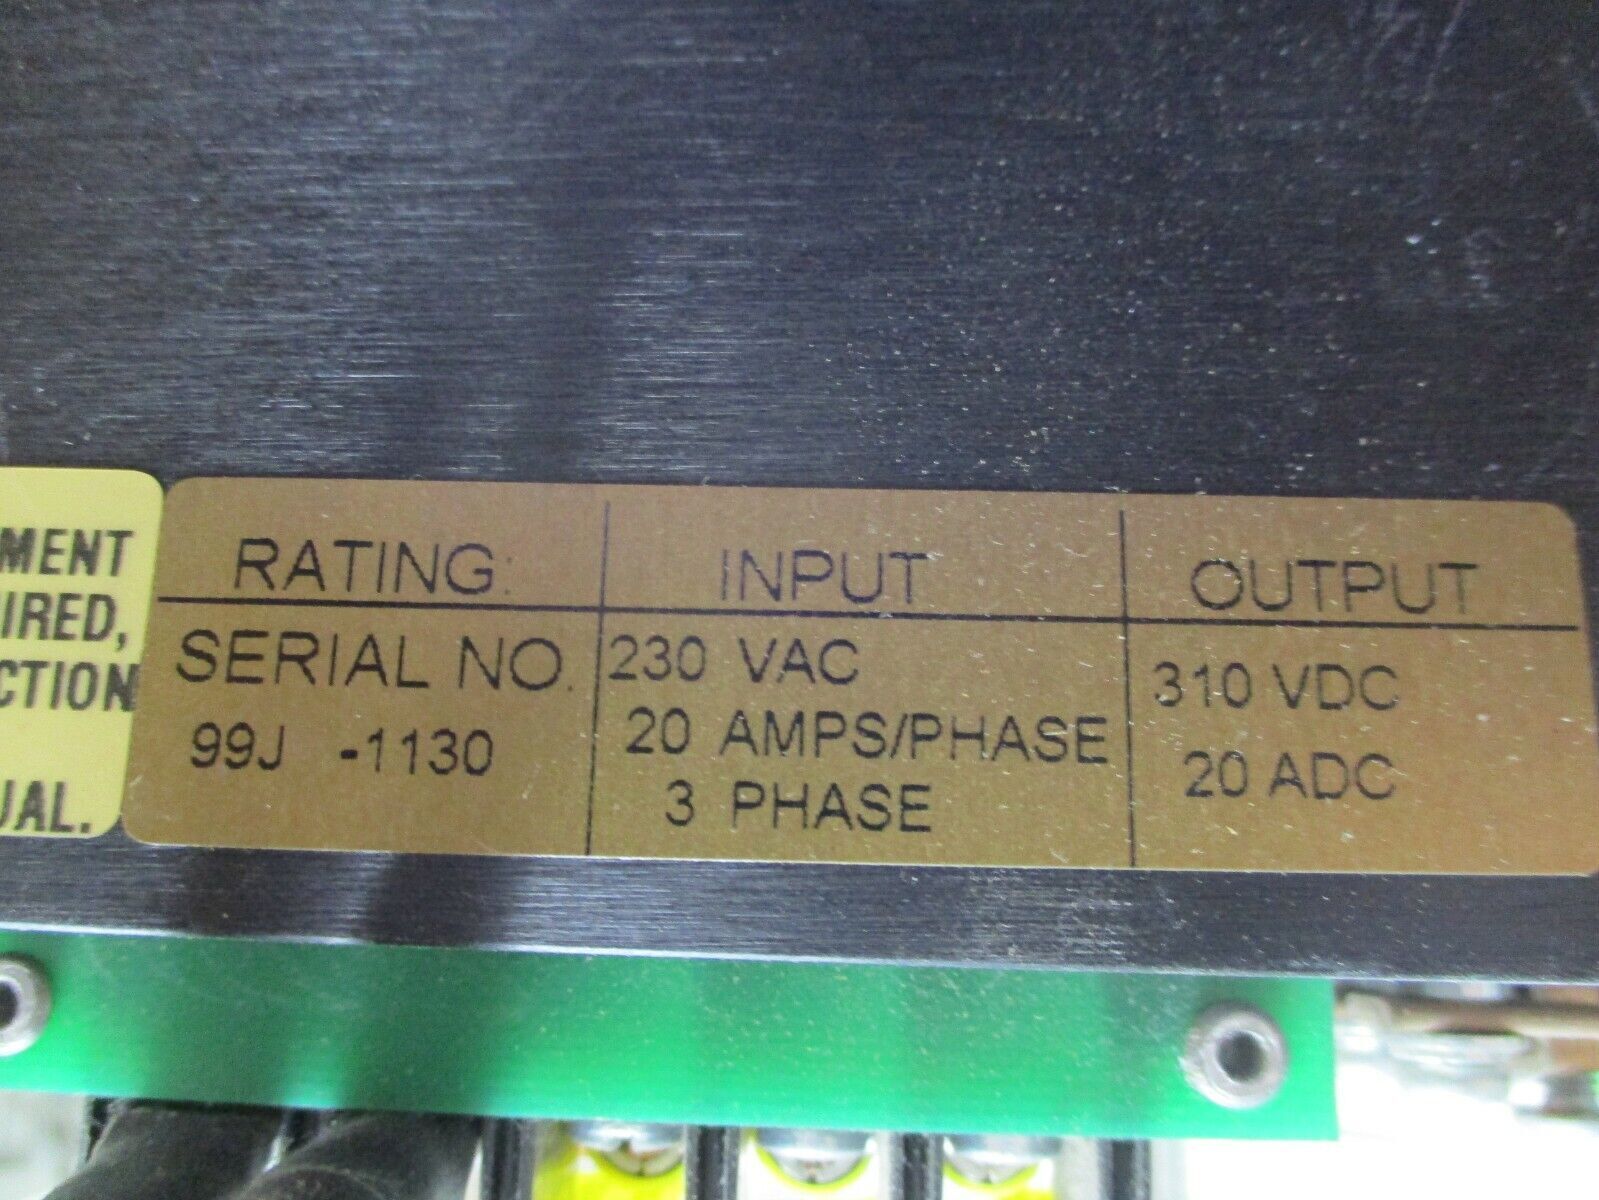 MENT
IRED,
CTION
UAL.
RATING:
SERIAL NO.
99J -1130
INPUT
230 VAC
20 AMPS/PHASE
3 PHASE
OUTPUT
310 VDC
20 ADC